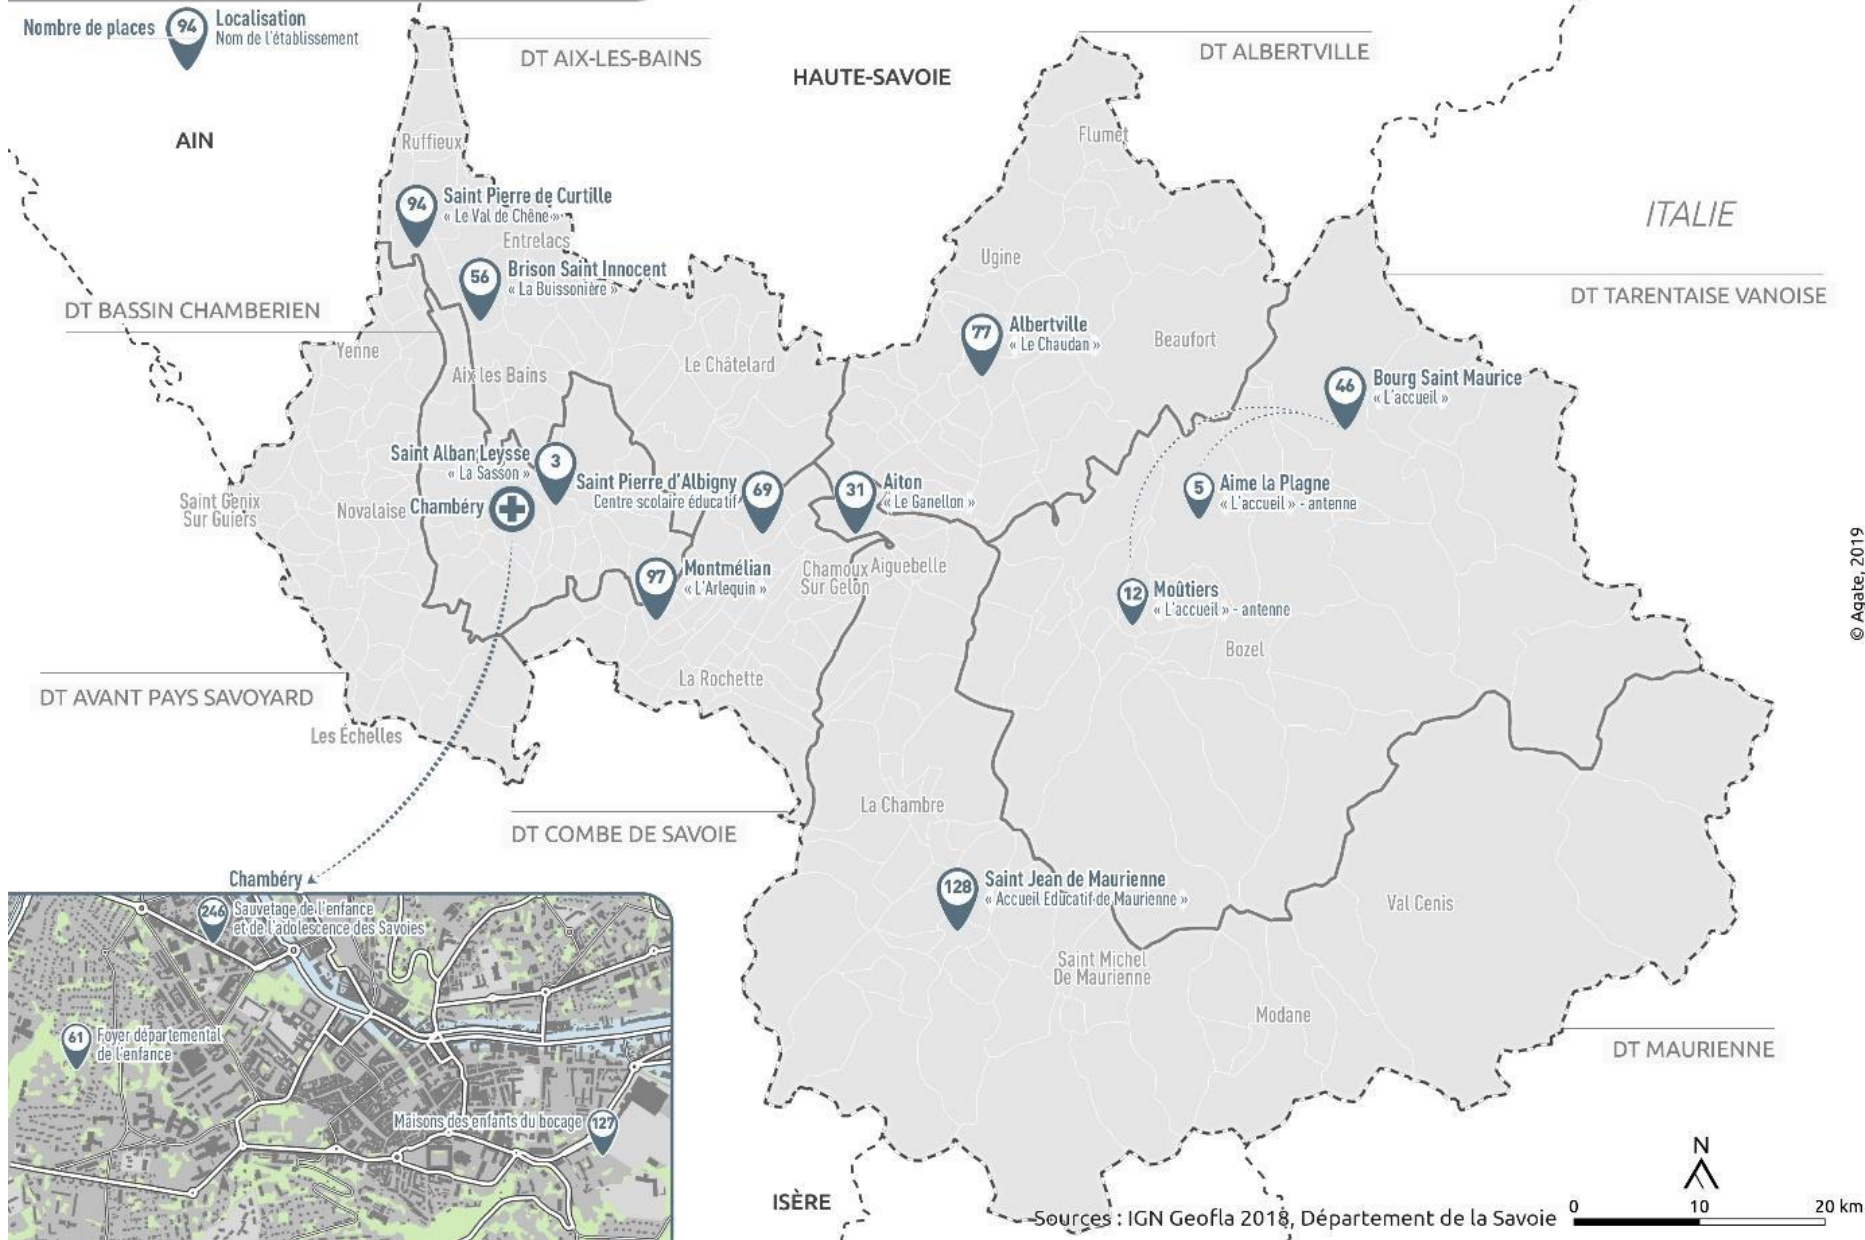 Nombre de places
94
Localisation
Nom de l'établissement
DT AIX-LES-BAINS
HAUTE-SAVOIE
DT ALBERTVILLE
AIN
Ruffieux
Flumet
94
Saint Pierre de Curtille
« Le Val de Chêne »
Entrelacs
ITALIE
Ugine
56
Brison Saint Innocent
« La Buissonière »
DT BASSIN CHAMBERIEN
DT TARENTAISE VANOISE
Yenne
77
Albertville
« Le Chaudan »
Beaufort
Le Châtelard
Aix les Bains
46
Bourg Saint Maurice
« L'accueil »
Saint Alban Leysse
« La Sasson »
3
Saint Pierre d'Albigny
Centre scolaire éducatif
69
31
Aiton
« Le Ganellon »
5
Aime la Plagne
« L'accueil » - antenne
Saint Genix
Sur Guiers
Novalaise
Chambéry
97
Montmélian
« L'Arlequin »
Chamoux
Sur Gelon
Aiguebelle
12
Moûtiers
« L'accueil » - antenne
Bozel
© Agate, 2019
La Rochette
DT AVANT PAYS SAVOYARD
Les Échelles
La Chambre
DT COMBE DE SAVOIE
128
Saint Jean de Maurienne
« Accueil Educatif de Maurienne »
Val Cenis
Saint Michel
De Maurienne
Modane
DT MAURIENNE
Chambéry
246
Sauvetage de l'enfance
et de l'adolescence des Savoies
61
Foyer départemental
de l'enfance
Maisons des enfants du bocage
127
ISÈRE
N
Sources : IGN Geofla 2018, Département de la Savoie
0
10
20 km